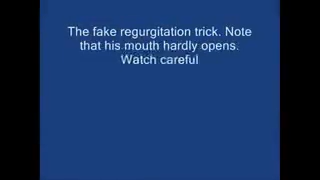 The fake regurgitation trick. Note
that his mouth hardly opens.
Watch careful